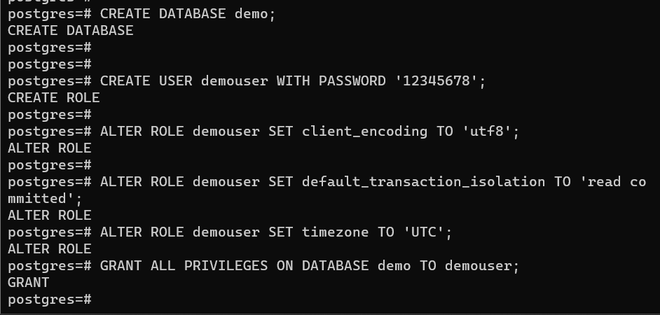 postgres=# CREATE DATABASE demo;
CREATE DATABASE
postgres=#
postgres=#
postgres=# CREATE USER demouser WITH PASSWORD '12345678';
CREATE ROLE
postgres=#
postgres=# ALTER ROLE demouser SET client_encoding TO 'utf8';
ALTER ROLE
postgres=#
postgres=# ALTER ROLE demouser SET default_transaction_isolation TO 'read co
mmitted';
ALTER ROLE
postgres=# ALTER ROLE demouser SET timezone TO 'UTC';
ALTER ROLE
postgres=# GRANT ALL PRIVILEGES ON DATABASE demo TO demouser;
GRANT
postgres=#